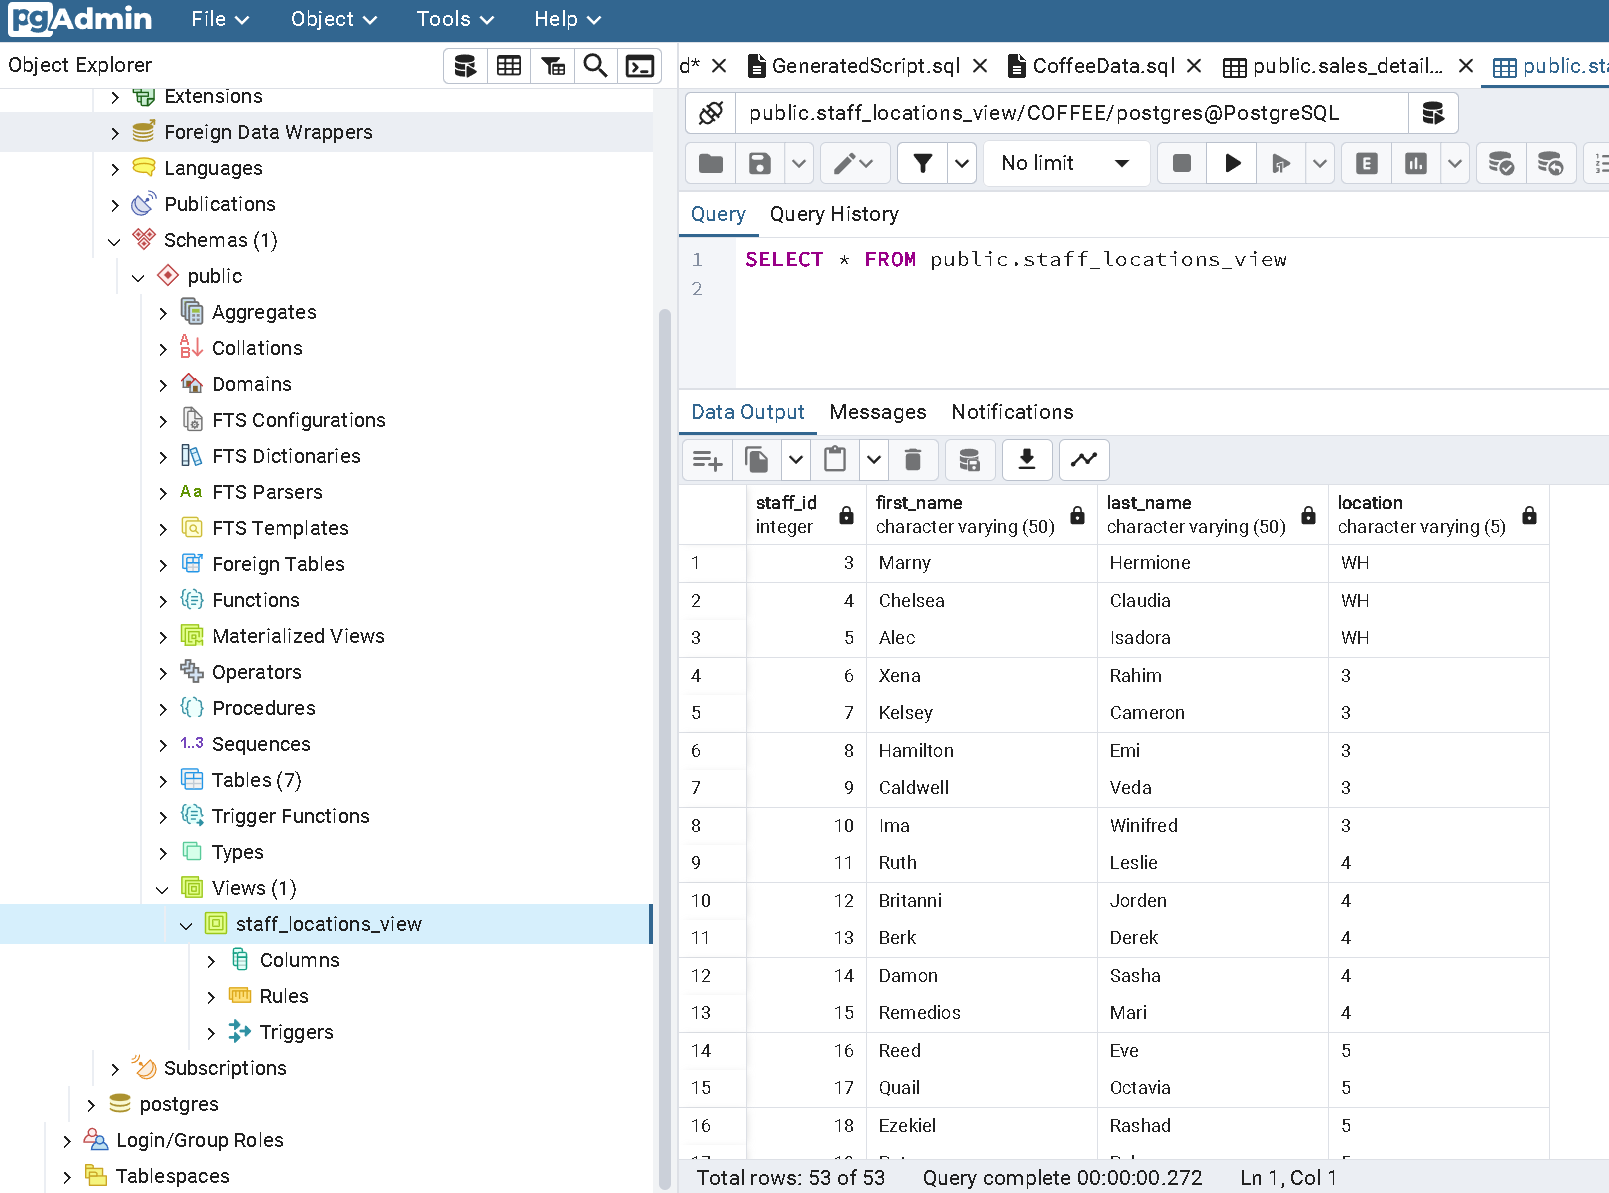 pgAdmin File Object Tools Help
Object Explorer
d* GeneratedScript.sql CoffeeData.sql public.sales_detail... public.sta
Extensions
Foreign Data Wrappers
Languages
Publications
Schemas (1)
public
Aggregates
Collations
Domains
FTS Configurations
FTS Dictionaries
Aa FTS Parsers
FTS Templates
Foreign Tables
Functions
Materialized Views
Operators
Procedures
1..3 Sequences
Tables (7)
Trigger Functions
Types
Views (1)
staff_locations_view
Columns
Rules
Triggers
Subscriptions
postgres
Login/Group Roles
Tablespaces
public.staff_locations_view/COFFEE/postgres@PostgreSQL
No limit
Query Query History
1 SELECT * FROM public.staff_locations_view
2
Data Output Messages Notifications
staff_id first_name last_name location
integer character varying (50) character varying (50) character varying (5)
1 3 Marny Hermione WH
2 4 Chelsea Claudia WH
3 5 Alec Isadora WH
4 6 Xena Rahim 3
5 7 Kelsey Cameron 3
6 8 Hamilton Emi 3
7 9 Caldwell Veda 3
8 10 Ima Winifred 3
9 11 Ruth Leslie 4
10 12 Britanni Jorden 4
11 13 Berk Derek 4
12 14 Damon Sasha 4
13 15 Remedios Mari 4
14 16 Reed Eve 5
15 17 Quail Octavia 5
16 18 Ezekiel Rashad 5
Total rows: 53 of 53 Query complete 00:00:00.272 Ln 1, Col 1